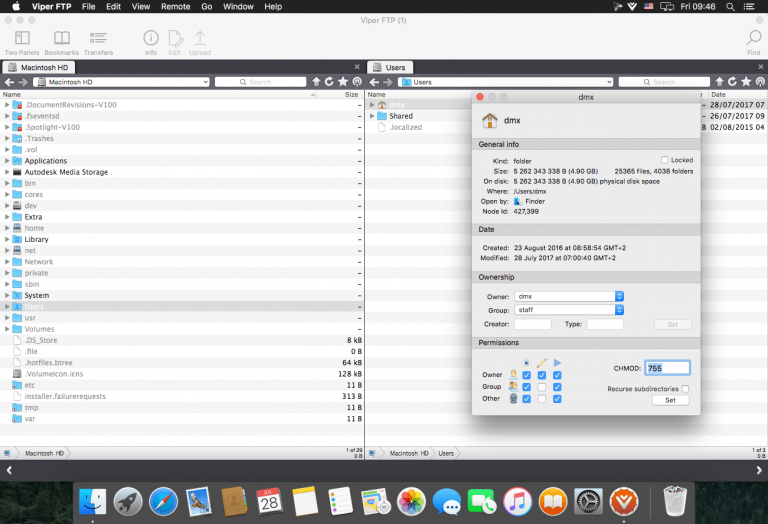 Viper FTP File Edit View Remote Go Window Help Fri 09:46
Viper FTP (1)
Two Panels Bookmarks Transfers Info Edit Upload Find
Macintosh HD
Macintosh HD Search
Name Size
.DocumentRevisions-V100 --
.fseventsd --
.Spotlight-V100 --
.Trashes --
.vol --
Applications --
Autodesk Media Storage --
bin --
cores --
dev --
Extra --
home --
Library --
net --
Network --
private --
sbin --
System --
Users --
usr --
Volumes --
.DS_Store 8 kB
.file 0 B
.hotfiles.btree 64 kB
.VolumeIcon.icns 128 kB
etc 11 B
installer.failurerequests 313 B
tmp 11 B
var 11 B
Macintosh HD 1 of 29
0 B
Users
Users Search
Name Date
dmx 28/07/2017 07
Shared 26/07/2017 09
.localized B 02/08/2015 04
Macintosh HD Users 1 of 3
0 B
dmx
dmx
General info
Kind: folder Locked
Size: 5 262 343 338 B (4.90 GB) 25365 files, 4038 folders
On disk: 5 262 343 338 B (4.90 GB) physical disk space
Where: /Users/dmx
Open by: Finder
Node Id: 427,399
Date
Created: 23 August 2016 at 08:58:54 GMT+2
Modified: 28 July 2017 at 07:00:40 GMT+2
Ownership
Owner: dmx
Group: staff
Creator: Type: Set
Permissions
CHMOD: 755
Owner
Group Recurse subdirectories
Other Set
JUL
28